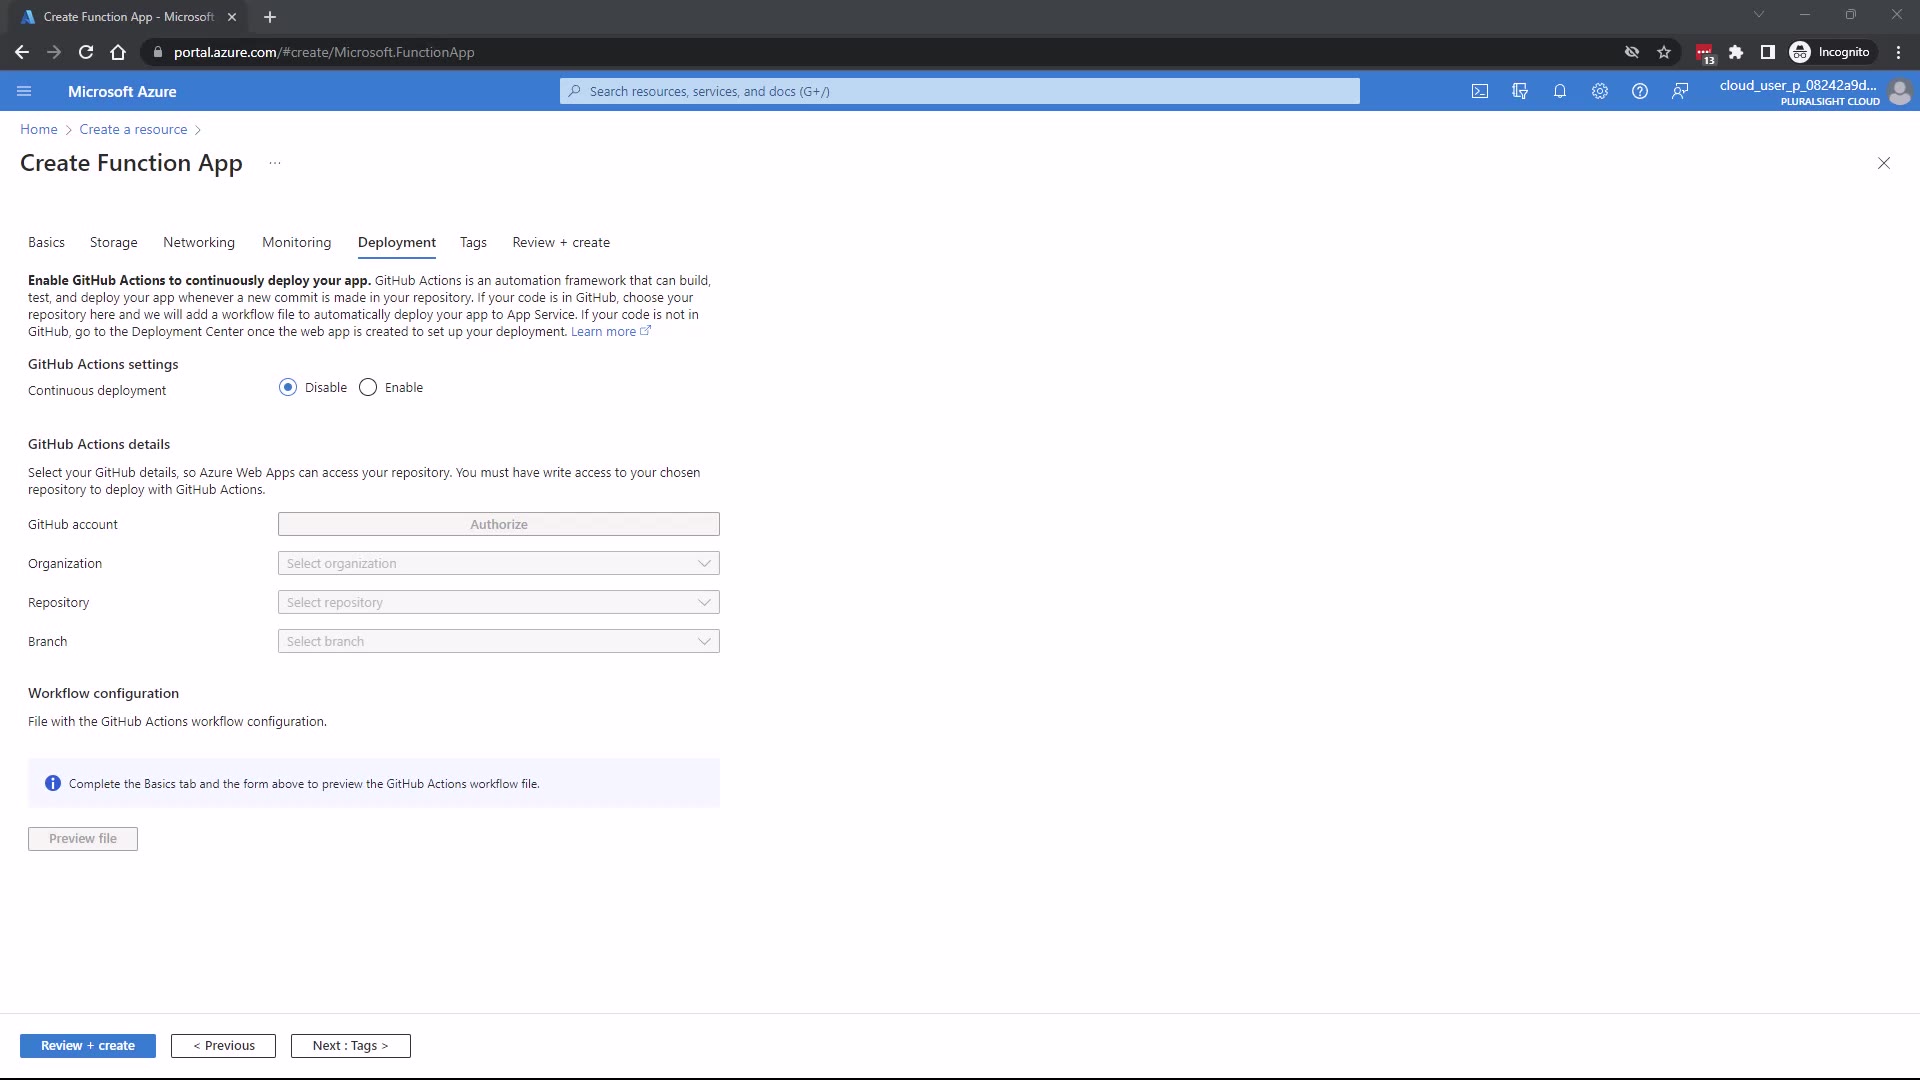 Create Function App - Microsoft
portal.azure.com/#create/Microsoft.FunctionApp
13
Incognito
Microsoft Azure
Search resources, services, and docs (G+/)
cloud_user_p_08242a9d...
PLURALSIGHT CLOUD
Home > Create a resource >
Create Function App ...
Basics Storage Networking Monitoring Deployment Tags Review + create
Enable GitHub Actions to continuously deploy your app. GitHub Actions is an automation framework that can build,
test, and deploy your app whenever a new commit is made in your repository. If your code is in GitHub, choose your
repository here and we will add a workflow file to automatically deploy your app to App Service. If your code is not in
GitHub, go to the Deployment Center once the web app is created to set up your deployment. Learn more
GitHub Actions settings
Continuous deployment
Disable Enable
GitHub Actions details
Select your GitHub details, so Azure Web Apps can access your repository. You must have write access to your chosen
repository to deploy with GitHub Actions.
GitHub account Authorize
Organization Select organization
Repository Select repository
Branch Select branch
Workflow configuration
File with the GitHub Actions workflow configuration.
Complete the Basics tab and the form above to preview the GitHub Actions workflow file.
Preview file
Review + create < Previous Next : Tags >